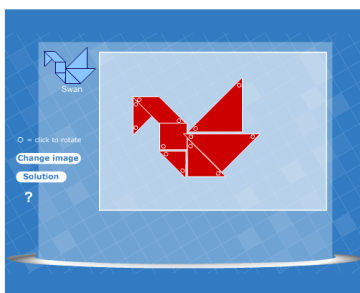 Swan
O = click to rotate
Change image
Solution
?